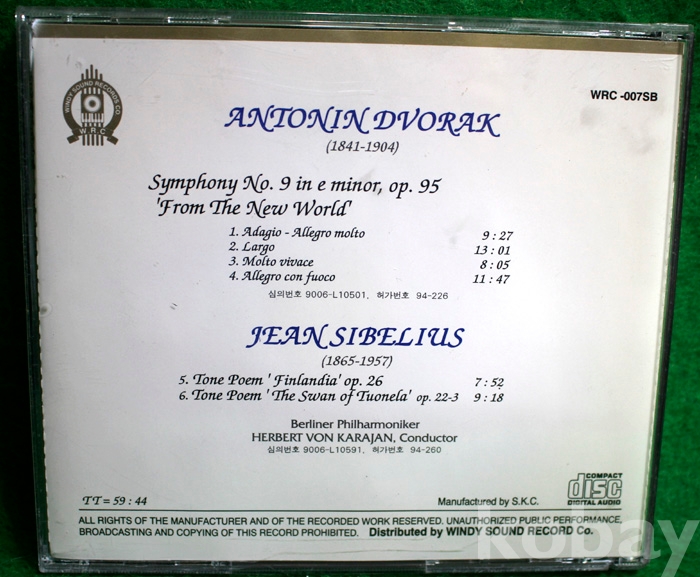 WINDY SOUND RECORDS CO
W.R.C
WRC -007SB
ANTONIN DVORAK
(1841-1904)
Symphony No. 9 in e minor, op. 95
'From The New World'
1. Adagio - Allegro molto 9 : 27
2. Largo 13 : 01
3. Molto vivace 8 : 05
4. Allegro con fuoco 11 : 47
심의번호 9006-L10501, 허가번호 94-226
JEAN SIBELIUS
(1865-1957)
5. Tone Poem ' Finlandia' op. 26 7 : 52
6. Tone Poem ' The Swan of Tuonela' op. 22-3 9 : 18
Berliner Philharmoniker
HERBERT VON KARAJAN, Conductor
심의번호 9006-L10591, 허가번호 94-260
TT = 59 : 44
Manufactured by S.K.C.
COMPACT
disc
DIGITAL AUDIO
ALL RIGHTS OF THE MANUFACTURER AND OF THE RECORDED WORK RESERVED. UNAUTHORIZED PUBLIC PERFORMANCE,
BROADCASTING AND COPYING OF THIS RECORD PROHIBITED. Distributed by WINDY SOUND RECORD Co.
kobay